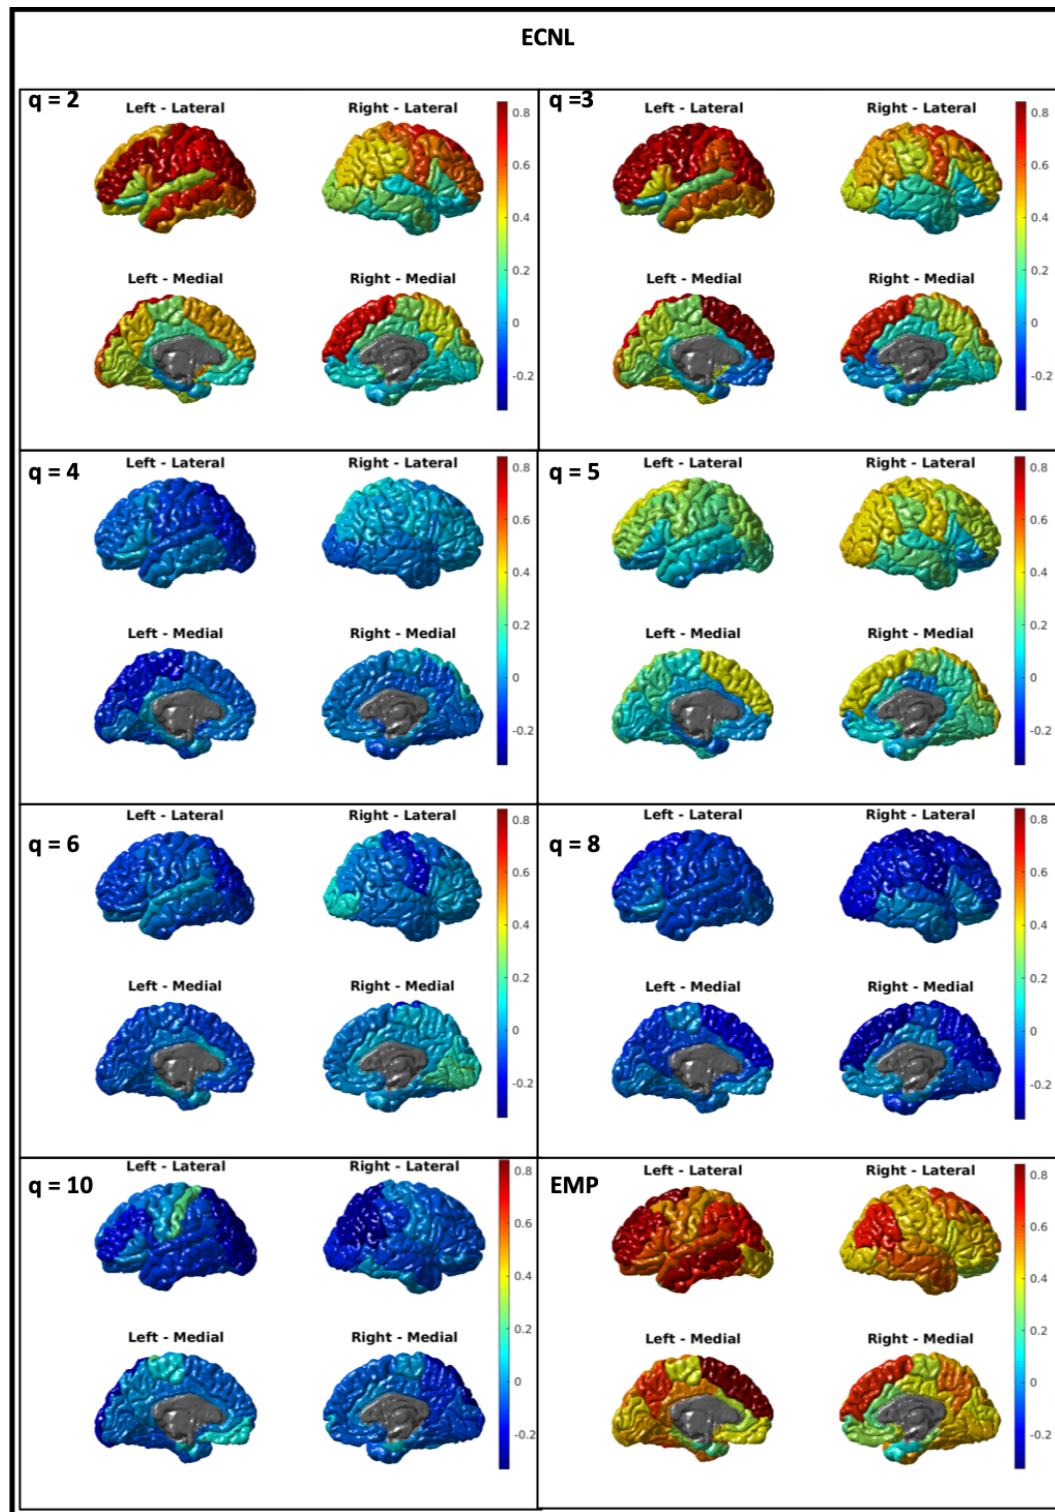 ECNL
q = 2
Left - Lateral
Right - Lateral
0.8
0.6
0.4
0.2
0
-0.2
Left - Medial
Right - Medial
q =3
Left - Lateral
Right - Lateral
0.8
0.6
0.4
0.2
0
-0.2
Left - Medial
Right - Medial
q = 4
Left - Lateral
Right - Lateral
0.8
0.6
0.4
0.2
0
-0.2
Left - Medial
Right - Medial
q = 5
Left - Lateral
Right - Lateral
0.8
0.6
0.4
0.2
0
-0.2
Left - Medial
Right - Medial
q = 6
Left - Lateral
Right - Lateral
0.8
0.6
0.4
0.2
0
-0.2
Left - Medial
Right - Medial
q = 8
Left - Lateral
Right - Lateral
0.8
0.6
0.4
0.2
0
-0.2
Left - Medial
Right - Medial
q = 10
Left - Lateral
Right - Lateral
0.8
0.6
0.4
0.2
0
-0.2
Left - Medial
Right - Medial
EMP
Left - Lateral
Right - Lateral
0.8
0.6
0.4
0.2
0
-0.2
Left - Medial
Right - Medial